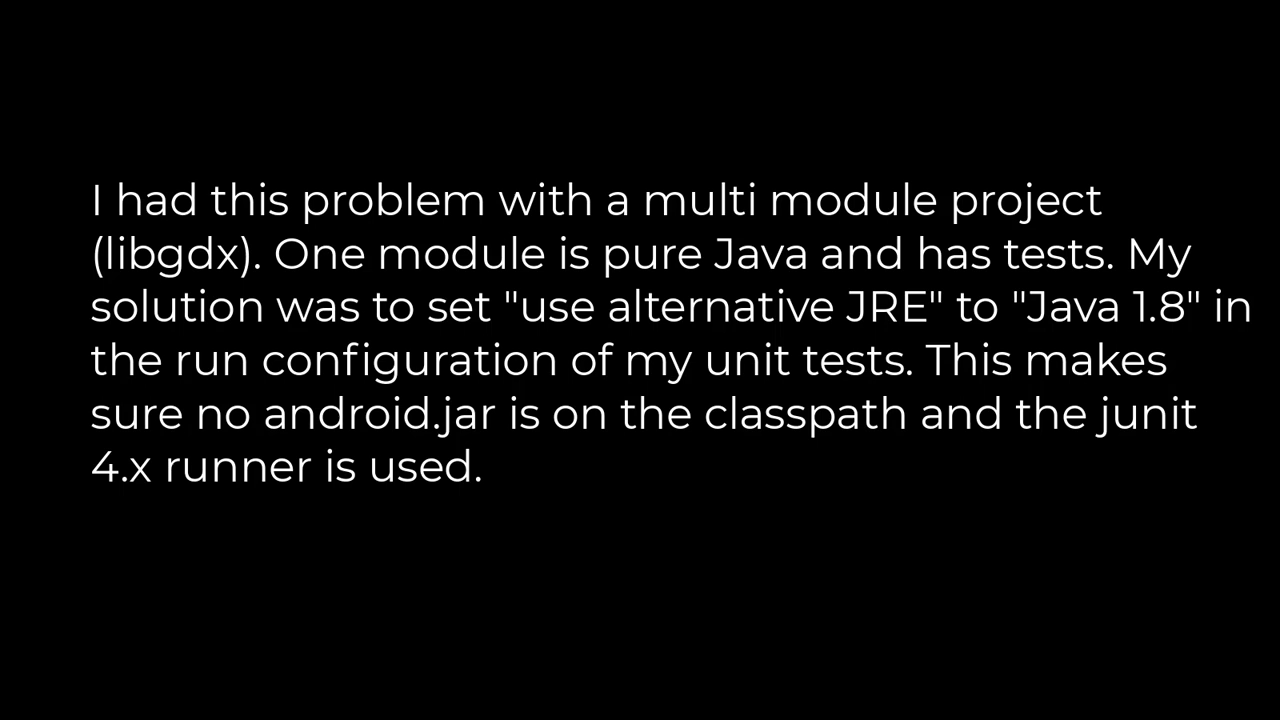 I had this problem with a multi module project
(libgdx). One module is pure Java and has tests. My
solution was to set "use alternative JRE" to "Java 1.8" in
the run configuration of my unit tests. This makes
sure no android.jar is on the classpath and the junit
4.x runner is used.